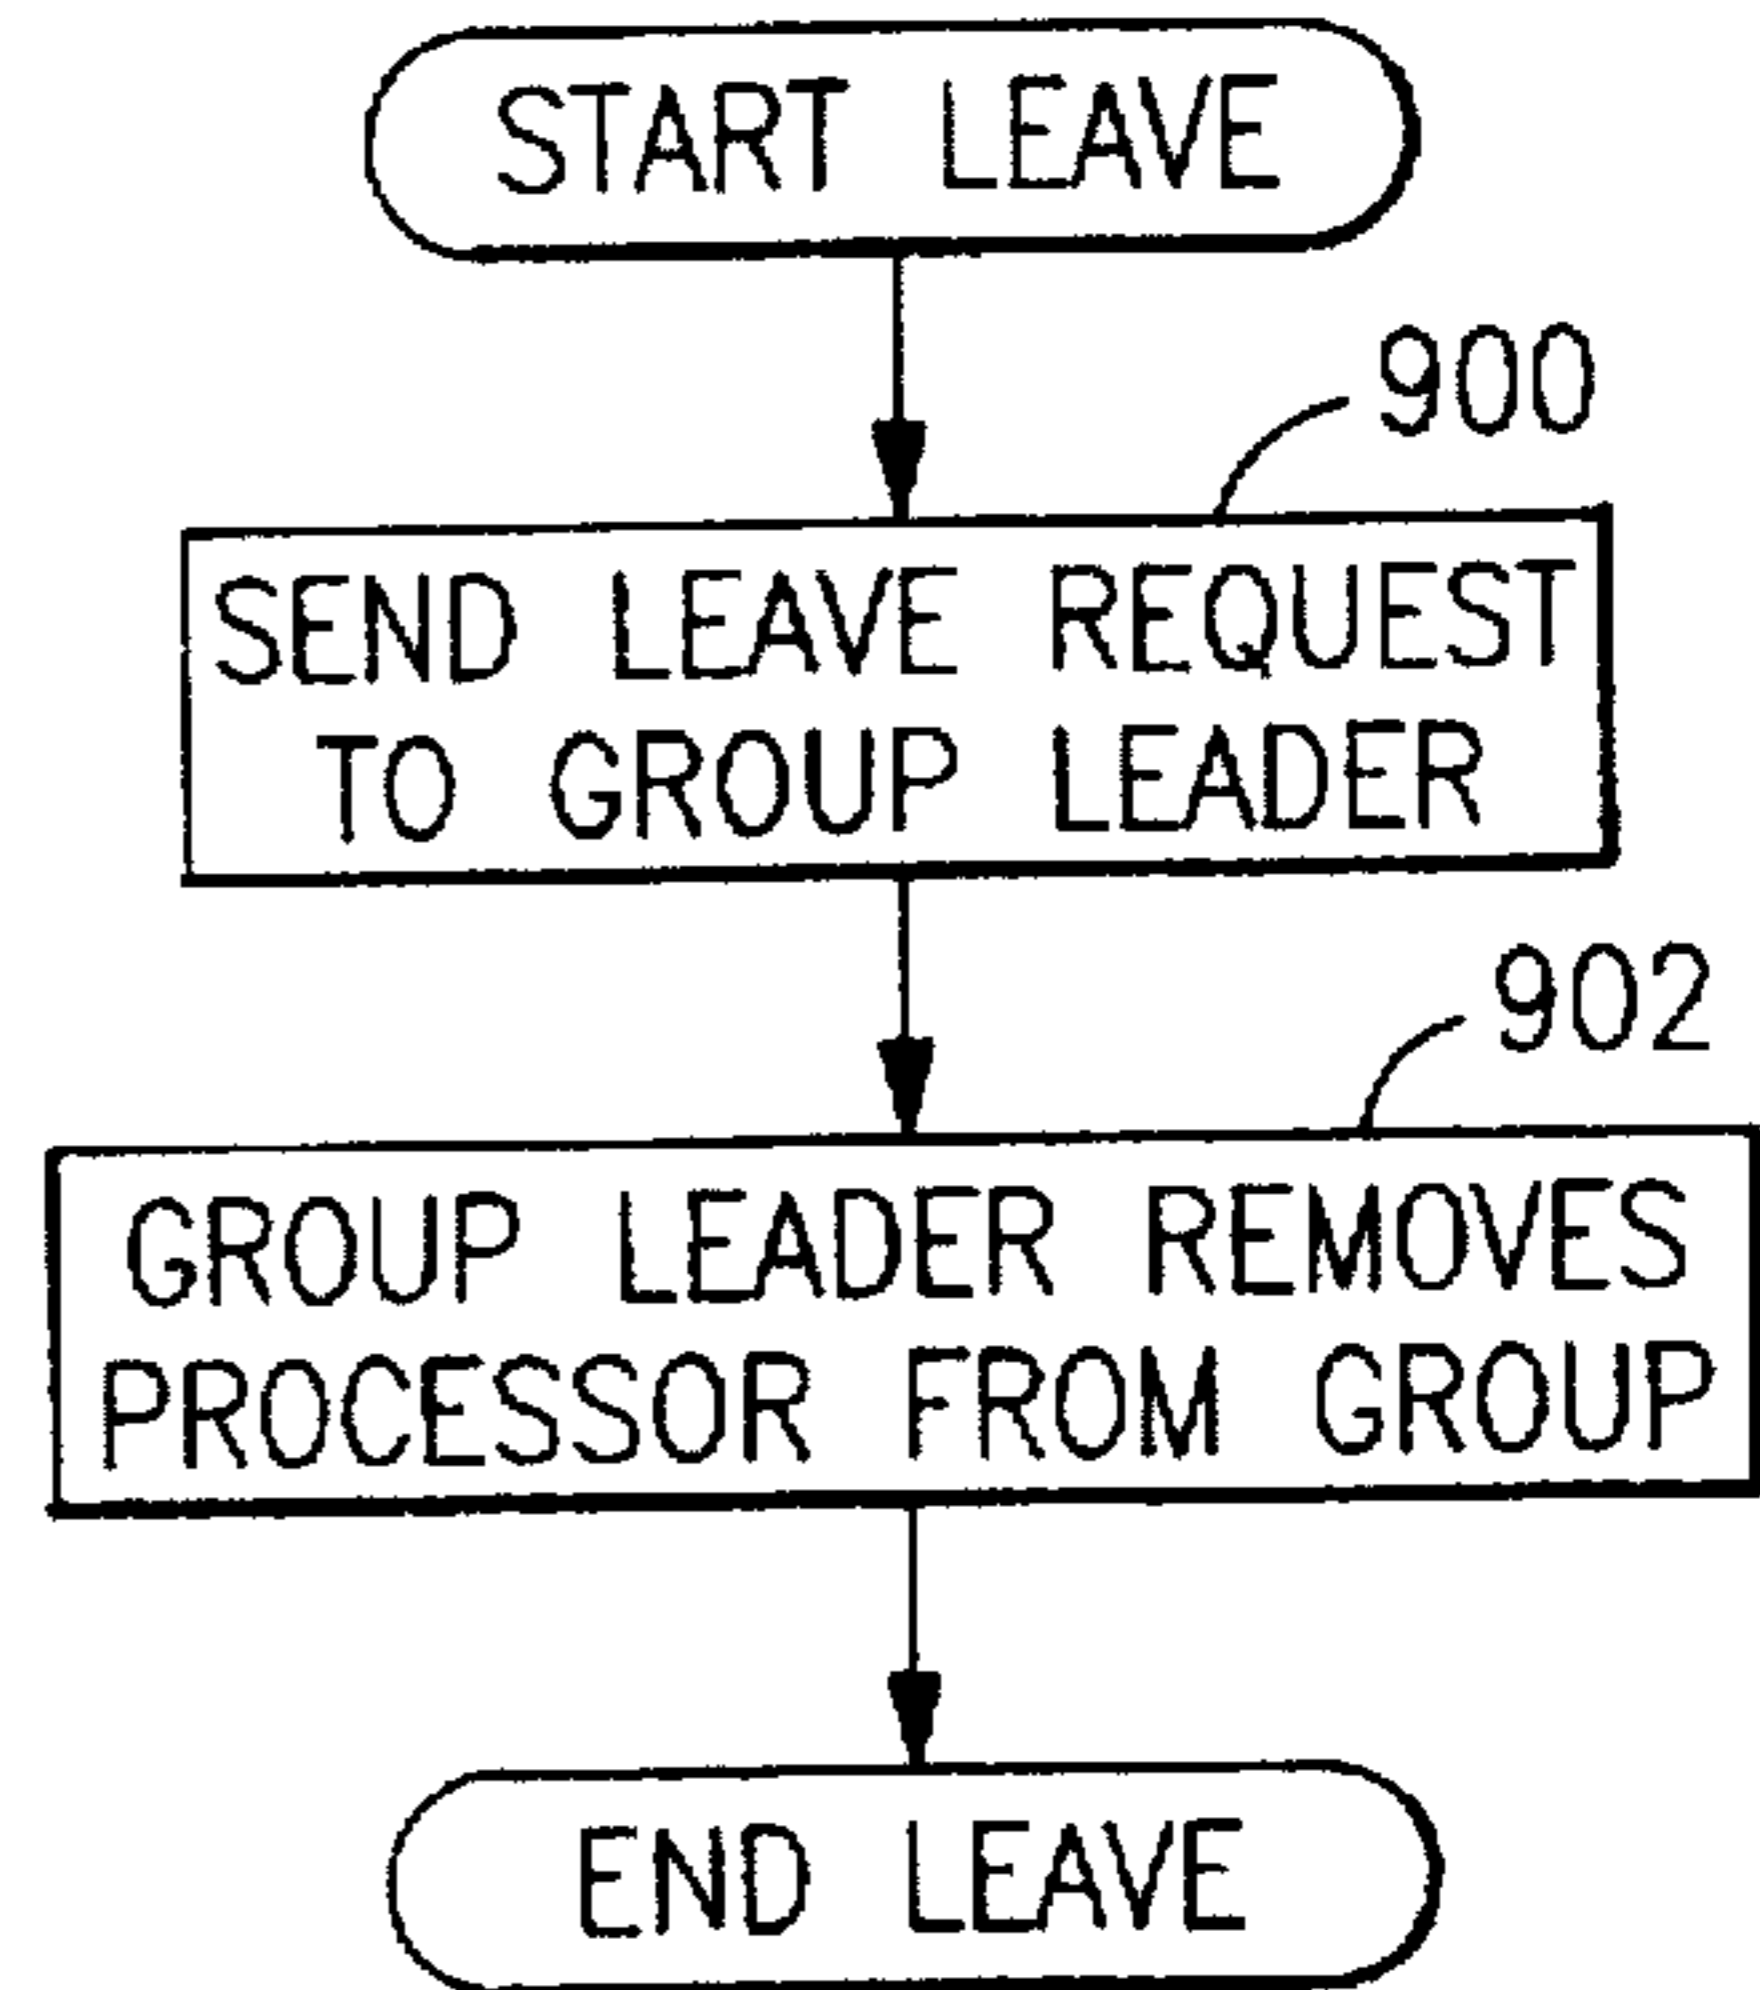 START LEAVE
900
SEND LEAVE REQUEST
TO GROUP LEADER
902
GROUP LEADER REMOVES
PROCESSOR FROM GROUP
END LEAVE